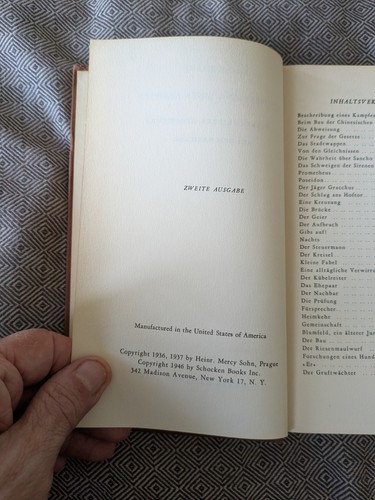 ZWEITE AUSGABE
Manufactured in the United States of America
Copyright 1936, 1937 by Heinr. Mercy Sohn, Prague
Copyright 1946 by Schocken Books Inc.
342 Madison Avenue, New York 17, N. Y.
INHALTSVER
Beschreibung eines Kampfes
Beim Bau der Chinesischen
Die Abweisung
Zur Frage der Gesetze
Das Stadtwappen
Von den Gleichnissen
Die Wahrheit über Sancho
Das Schweigen der Sirenen
Prometheus
Poseidon
Der Jäger Gracchus
Der Schlag ans Hoftor
Eine Kreuzung
Die Brücke
Der Geier
Der Aufbruch
Gibs auf!
Nachts
Der Steuermann
Der Kreisel
Kleine Fabel
Eine alltägliche Verwirr
Der Kübelreiter
Das Ehepaar
Der Nachbar
Die Prüfung
Fürsprecher
Heimkehr
Gemeinschaft
Blumfeld, ein älterer Jun
Der Bau
Der Riesenmaulwurf
Forschungen eines Hund
»Er«
Der Gruftwächter